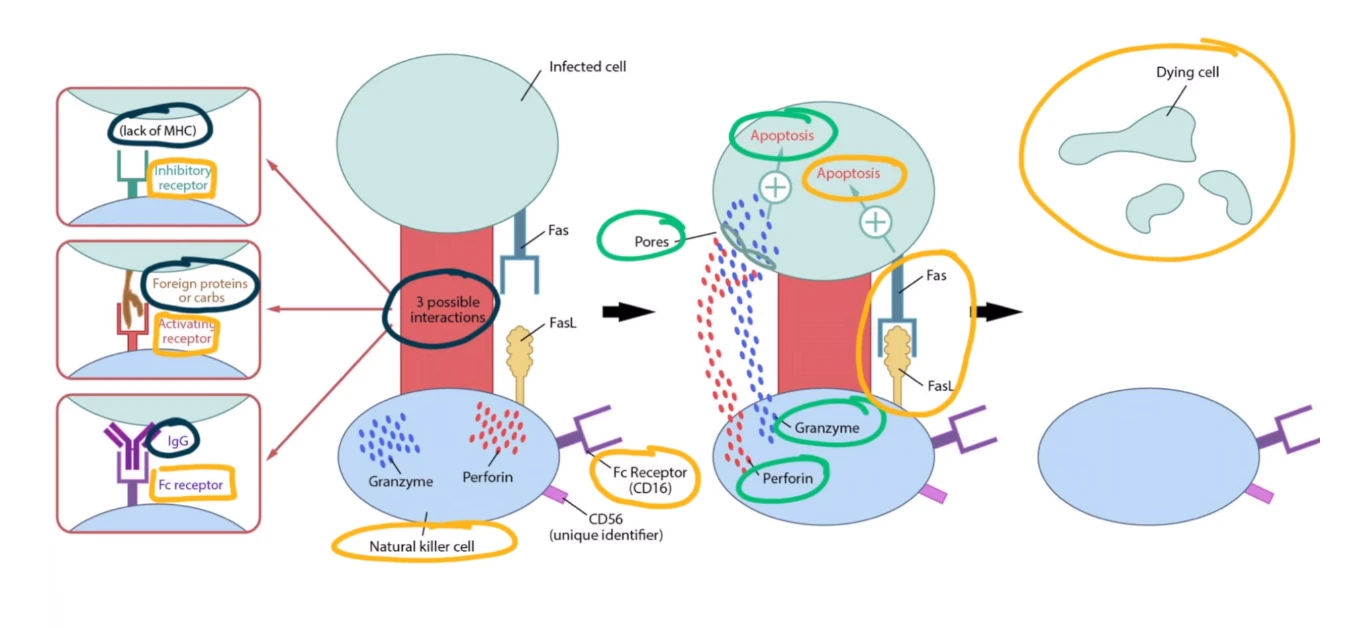 (lack of MHC)
Inhibitory
receptor
Foreign proteins
or carbs
Activating
receptor
IgG
Fc receptor
Infected cell
Fas
3 possible
interactions
FasL
Granzyme
Perforin
Fc Receptor
(CD16)
CD56
(unique identifier)
Natural killer cell
Apoptosis
Apoptosis
Pores
Fas
FasL
Granzyme
Perforin
Dying cell